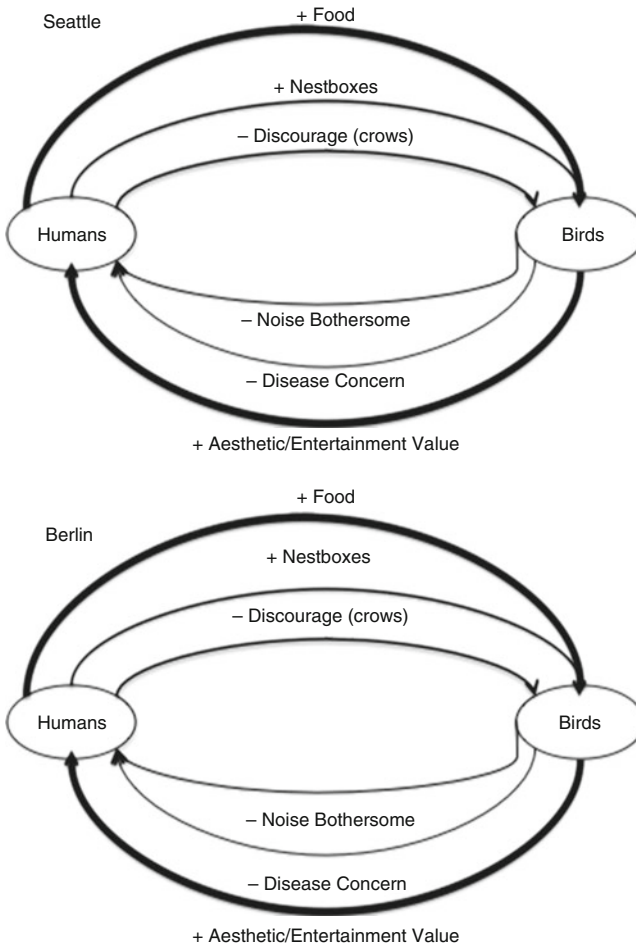 Seattle
+ Food
+ Nestboxes
– Discourage (crows)
Humans
Birds
– Noise Bothersome
– Disease Concern
+ Aesthetic/Entertainment Value
+ Food
Berlin
+ Nestboxes
– Discourage (crows)
Humans
Birds
– Noise Bothersome
– Disease Concern
+ Aesthetic/Entertainment Value